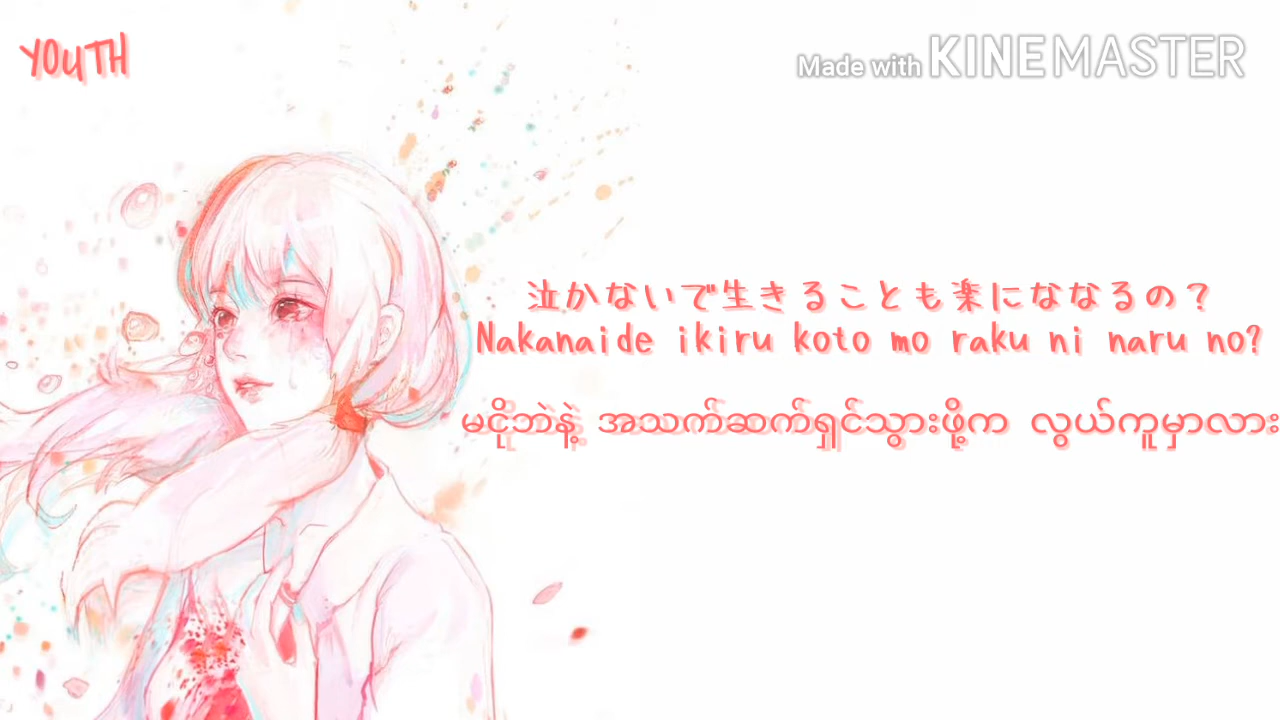 YOUTH
Made with KINEMASTER
泣かないで生きることも楽にななるの？
Nakanaide ikiru koto mo raku ni naru no?
မငိုဘဲနဲ့ အသက်ဆက်ရှင်သွားဖို့က လွယ်ကူမှာလား